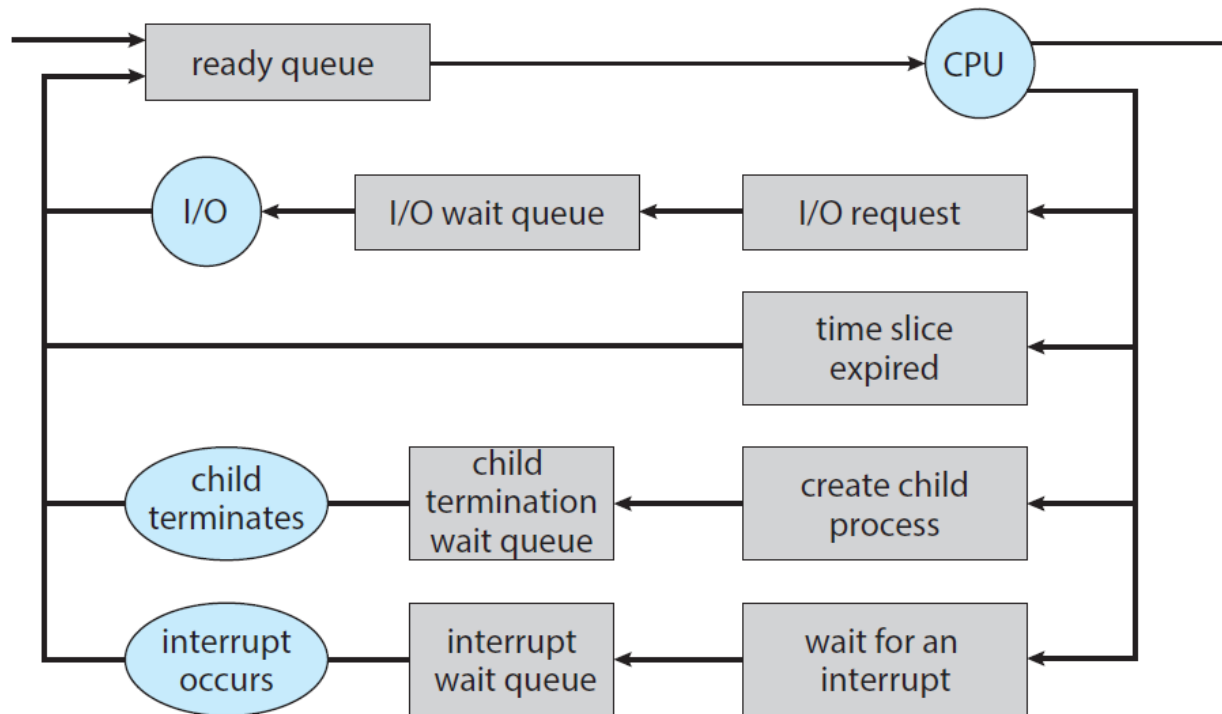 ready queue
CPU
I/O
I/O wait queue
I/O request
time slice
expired
child
terminates
child
termination
wait queue
create child
process
interrupt
occurs
interrupt
wait queue
wait for an
interrupt